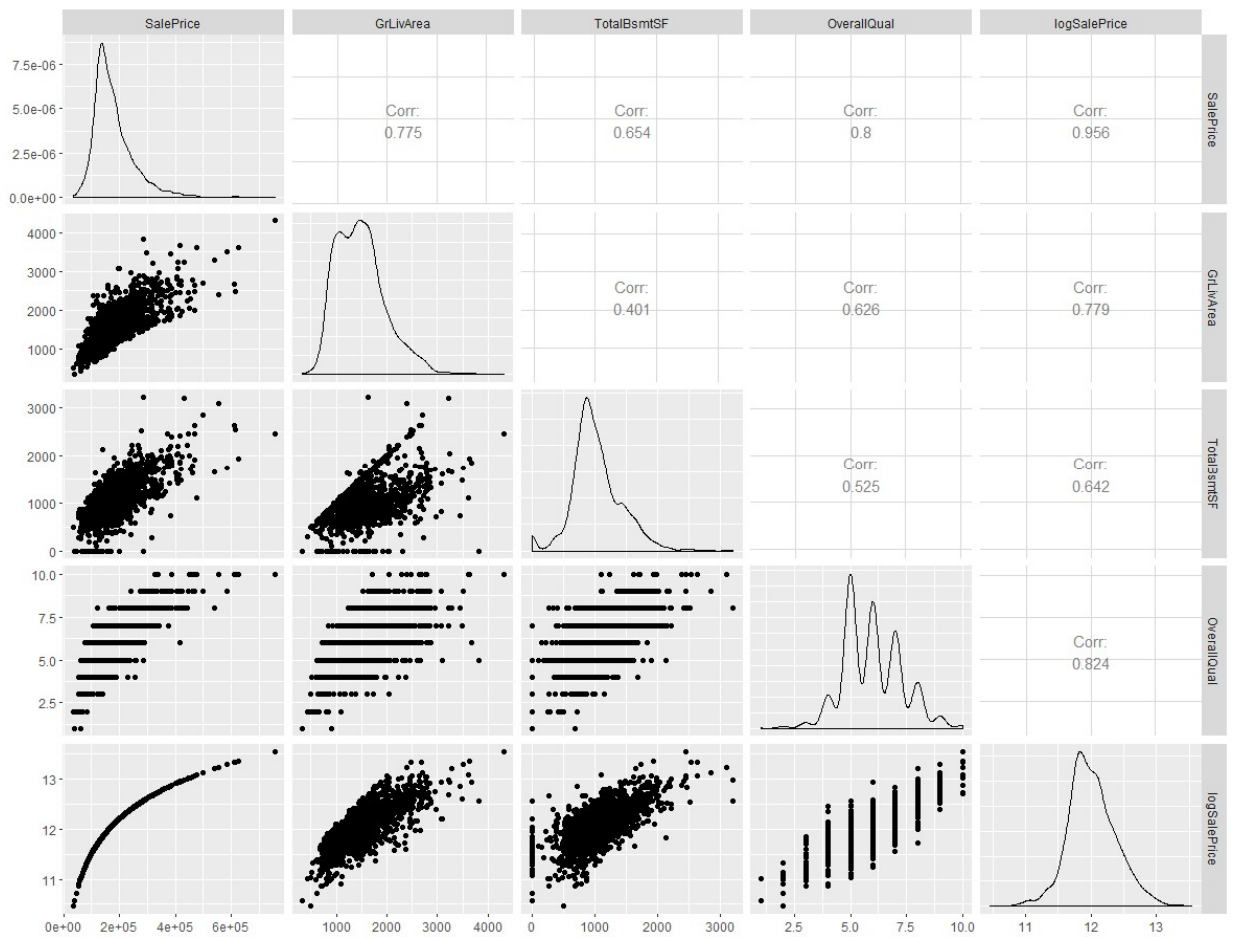 SalePrice GrLivArea TotalBsmtSF OverallQual logSalePrice
7.5e-06
5.0e-06
2.5e-06
0.0e+00
Corr:
0.775
Corr:
0.654
Corr:
0.8
Corr:
0.956
SalePrice
4000
3000
2000
1000
Corr:
0.401
Corr:
0.626
Corr:
0.779
GrLivArea
3000
2000
1000
0
Corr:
0.525
Corr:
0.642
TotalBsmtSF
10.0
7.5
5.0
2.5
Corr:
0.824
OverallQual
13
12
11
logSalePrice
0e+00 2e+05 4e+05 6e+05 1000 2000 3000 4000 0 1000 2000 3000 2.5 5.0 7.5 10.0 11 12 13